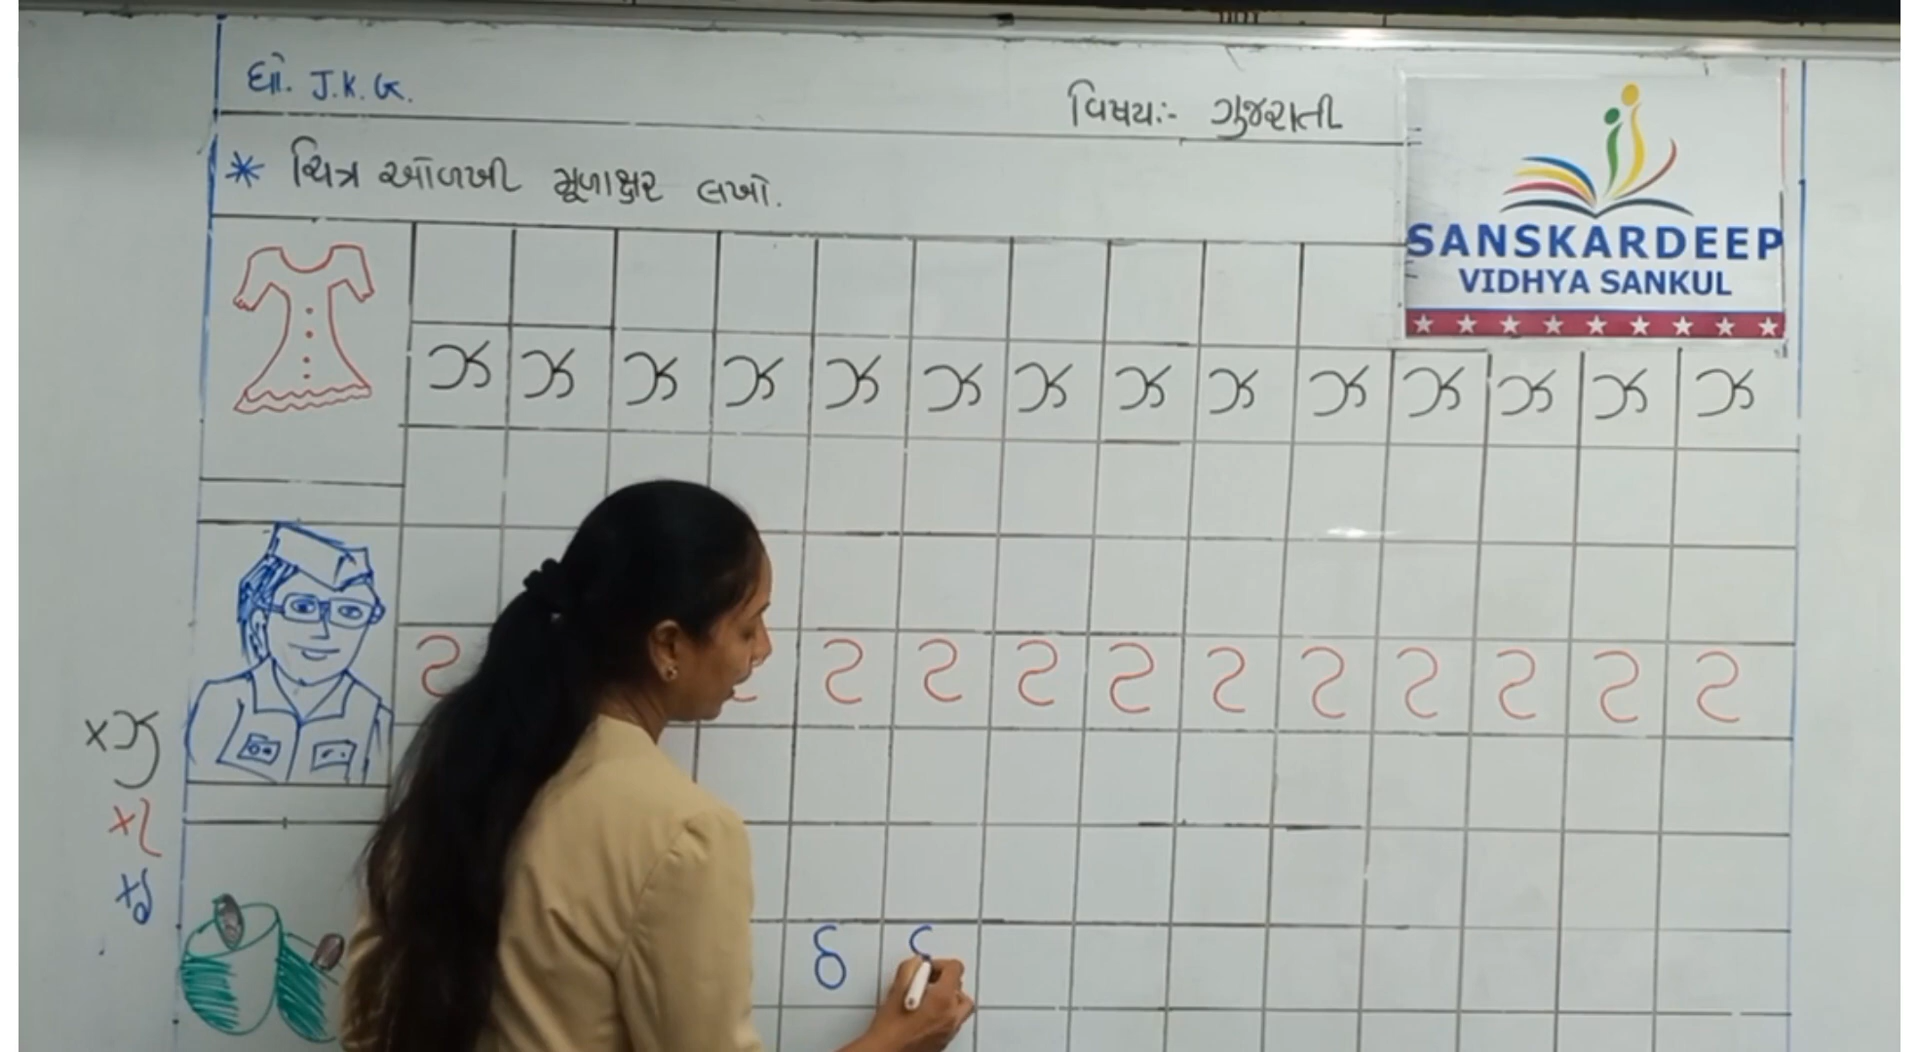 ધો. J.K.G.
વિષય:- ગુજરાતી
* ચિત્ર ઓળખી મૂળાક્ષર લખો.
SANSKARDEEP
VIDHYA SANKUL
ઝ ઝ ઝ ઝ ઝ ઝ ઝ ઝ ઝ ઝ ઝ ઝ ઝ ઝ
ટ ટ ટ ટ ટ ટ ટ ટ ટ ટ ટ
ઠ